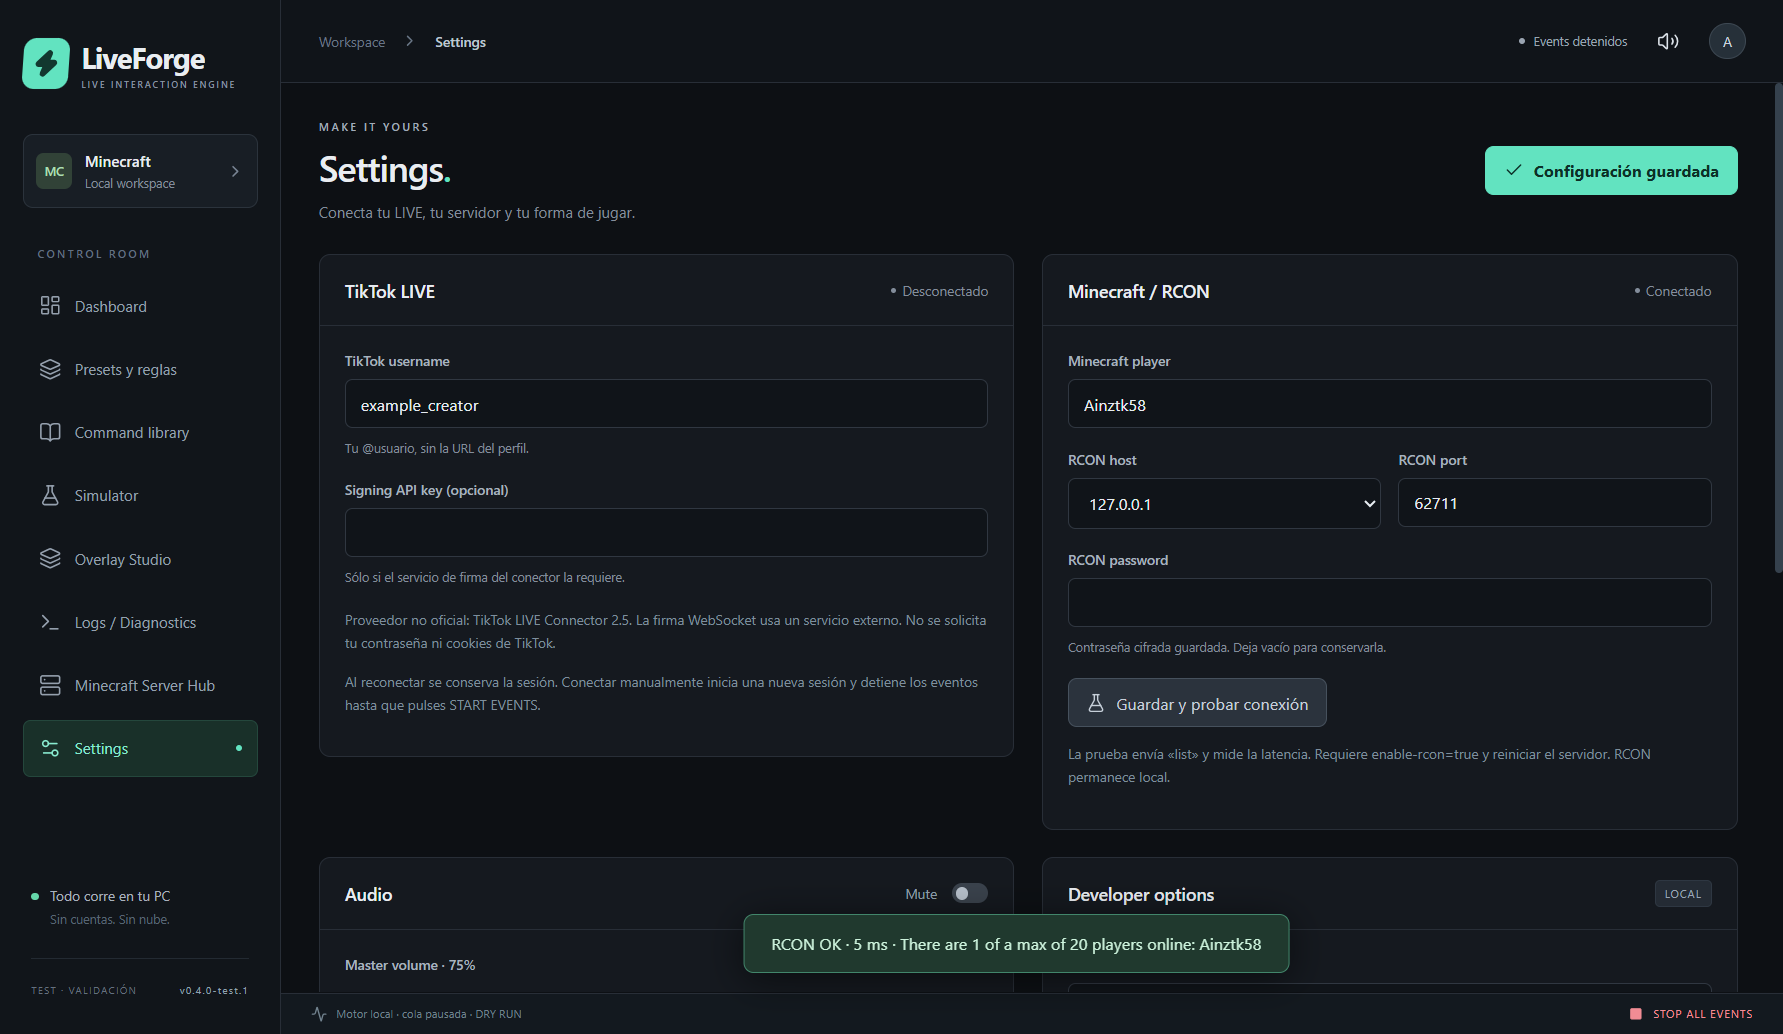 LiveForge
LIVE INTERACTION ENGINE
MC
Minecraft
Local workspace
CONTROL ROOM
Dashboard
Presets y reglas
Command library
Simulator
Overlay Studio
Logs / Diagnostics
Minecraft Server Hub
Settings
Todo corre en tu PC
Sin cuentas. Sin nube.
TEST · VALIDACIÓN v0.4.0-test.1
Workspace > Settings
Events detenidos
A
MAKE IT YOURS
Settings.
Conecta tu LIVE, tu servidor y tu forma de jugar.
Configuración guardada
TikTok LIVE
Desconectado
TikTok username
example_creator
Tu @usuario, sin la URL del perfil.
Signing API key (opcional)
Sólo si el servicio de firma del conector la requiere.
Proveedor no oficial: TikTok LIVE Connector 2.5. La firma WebSocket usa un servicio externo. No se solicita
tu contraseña ni cookies de TikTok.
Al reconectar se conserva la sesión. Conectar manualmente inicia una nueva sesión y detiene los eventos
hasta que pulses START EVENTS.
Minecraft / RCON
Conectado
Minecraft player
Ainztk58
RCON host
127.0.0.1
RCON port
62711
RCON password
Contraseña cifrada guardada. Deja vacío para conservarla.
Guardar y probar conexión
La prueba envía «list» y mide la latencia. Requiere enable-rcon=true y reiniciar el servidor. RCON
permanece local.
Audio
Mute
Master volume · 75%
Developer options
LOCAL
RCON OK · 5 ms · There are 1 of a max of 20 players online: Ainztk58
Motor local · cola pausada · DRY RUN
STOP ALL EVENTS